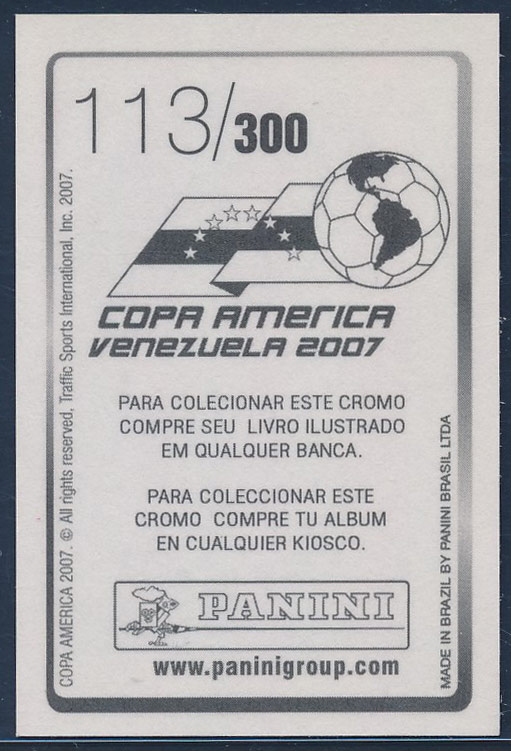 113/300
COPA AMERICA
VENEZUELA 2007
PARA COLECIONAR ESTE CROMO
COMPRE SEU LIVRO ILUSTRADO
EM QUALQUER BANCA.
PARA COLECCIONAR ESTE
CROMO COMPRE TU ALBUM
EN CUALQUIER KIOSCO.
PANINI
www.paninigroup.com
COPA AMERICA 2007. © All rights reserved, Traffic Sports International, Inc. 2007.
MADE IN BRAZIL BY PANINI BRASIL LTDA